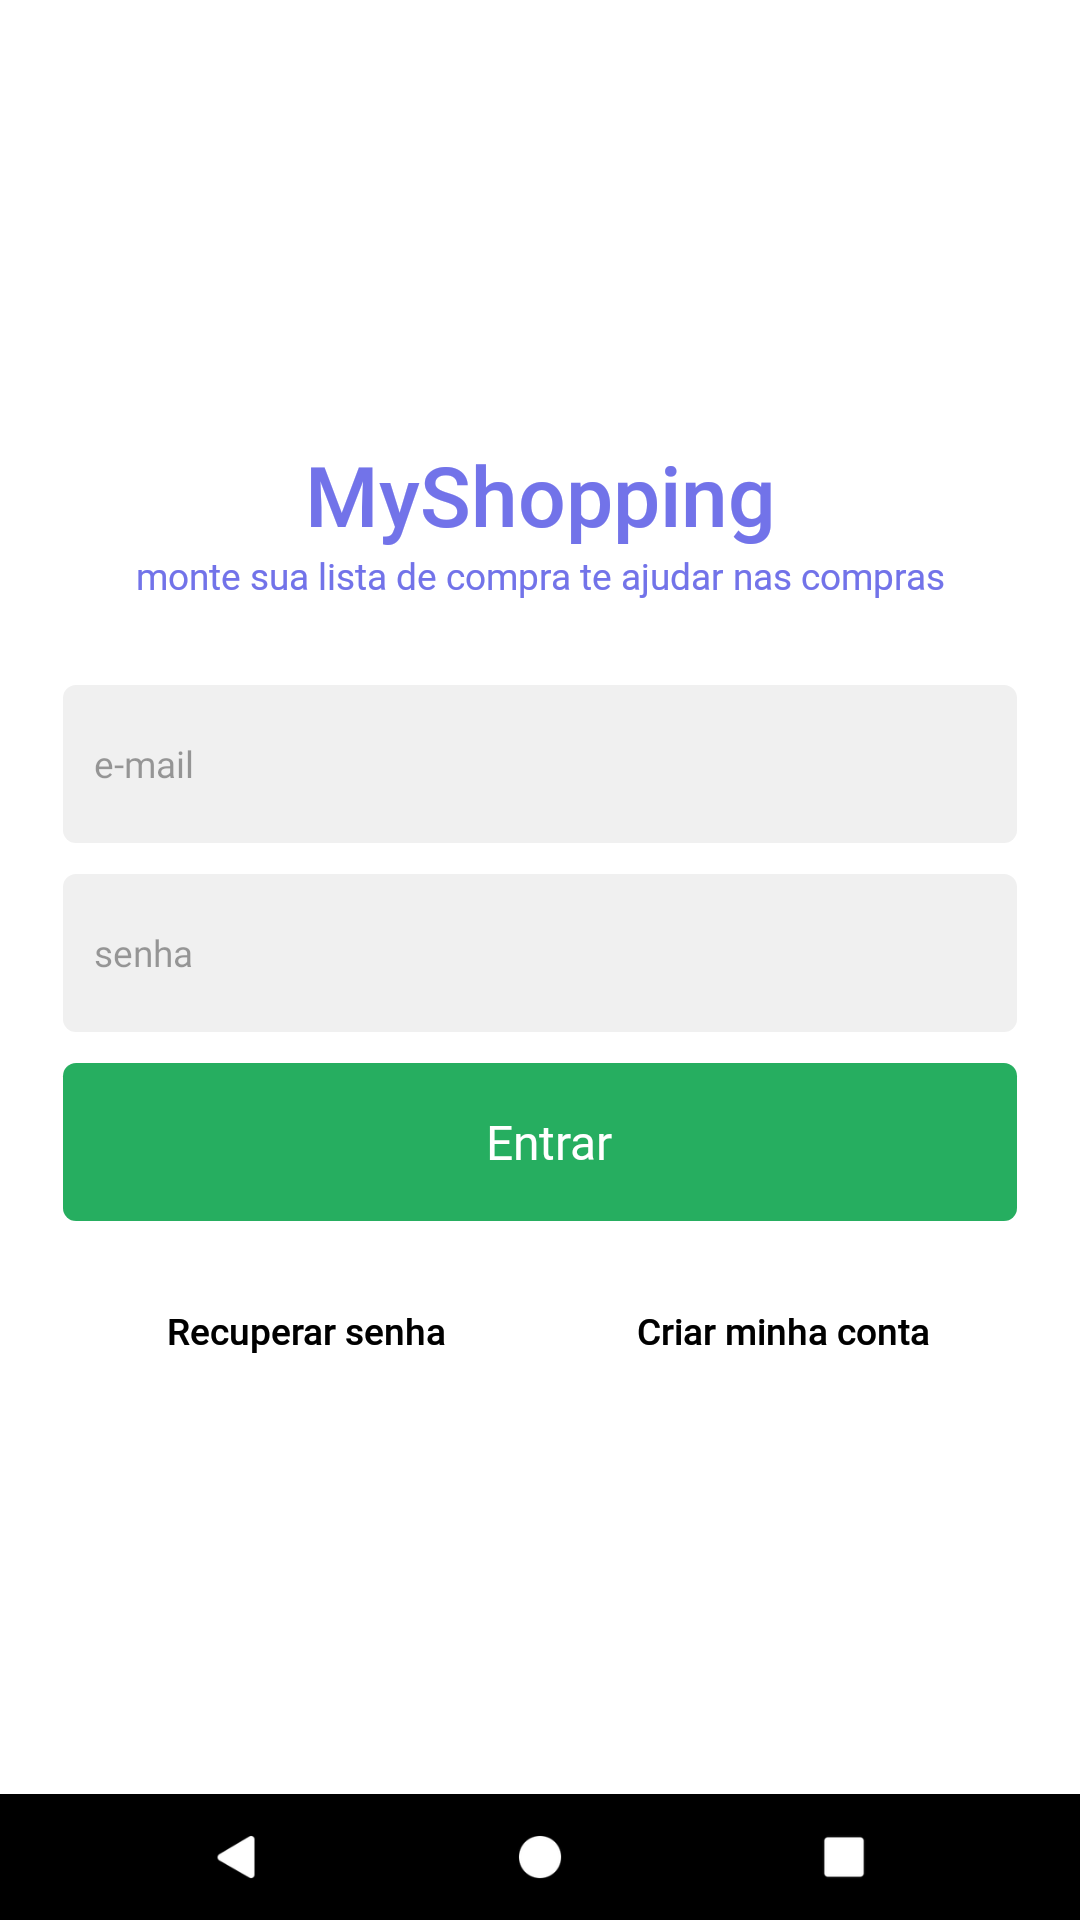 MyShopping
monte sua lista de compra te ajudar nas compras
e-mail
senha
Entrar
Recuperar senha
Criar minha conta